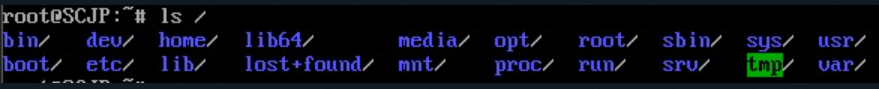 root@SCJP:~# ls /
bin/ dev/ home/ lib64/ media/ opt/ root/ sbin/ sys/ usr/
boot/ etc/ lib/ lost+found/ mnt/ proc/ run/ srv/ tmp/ var/